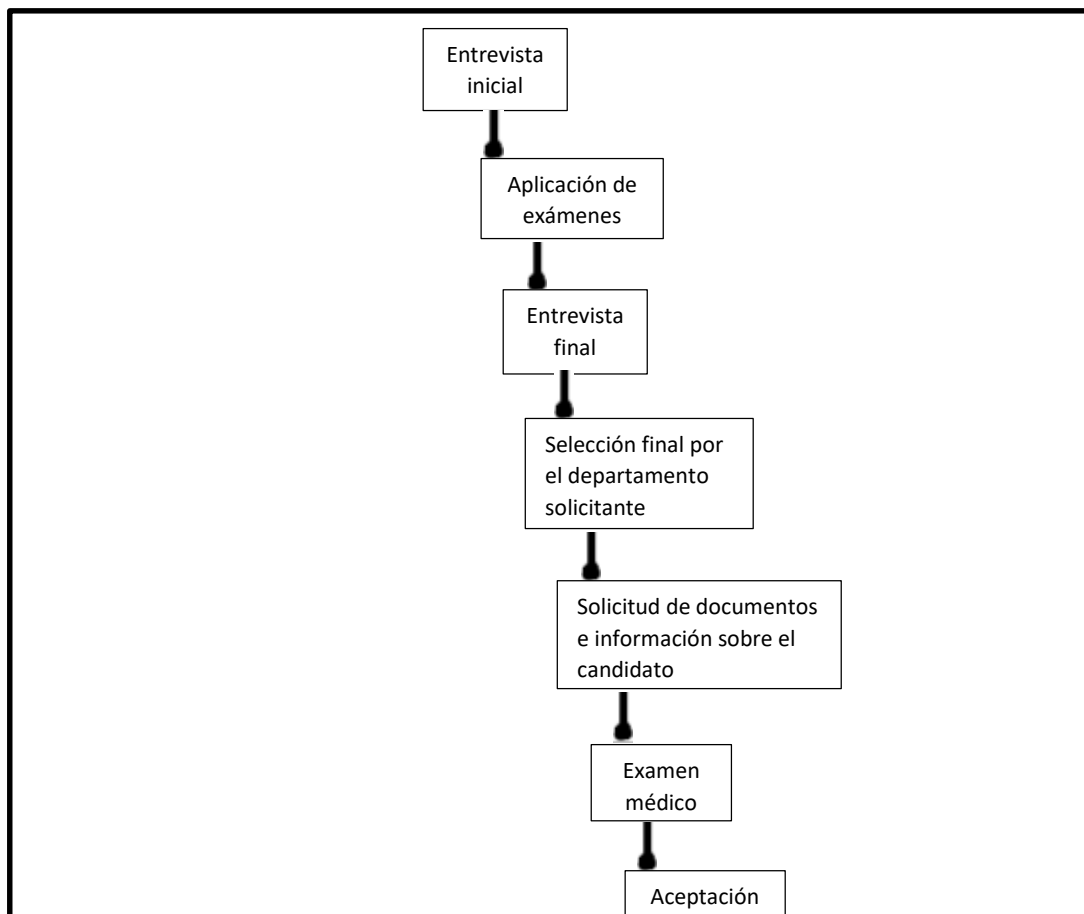 Entrevista
inicial
Aplicación de
exámenes
Entrevista
final
Selección final por
el departamento
solicitante
Solicitud de documentos
e información sobre el
candidato
Examen
médico
Aceptación